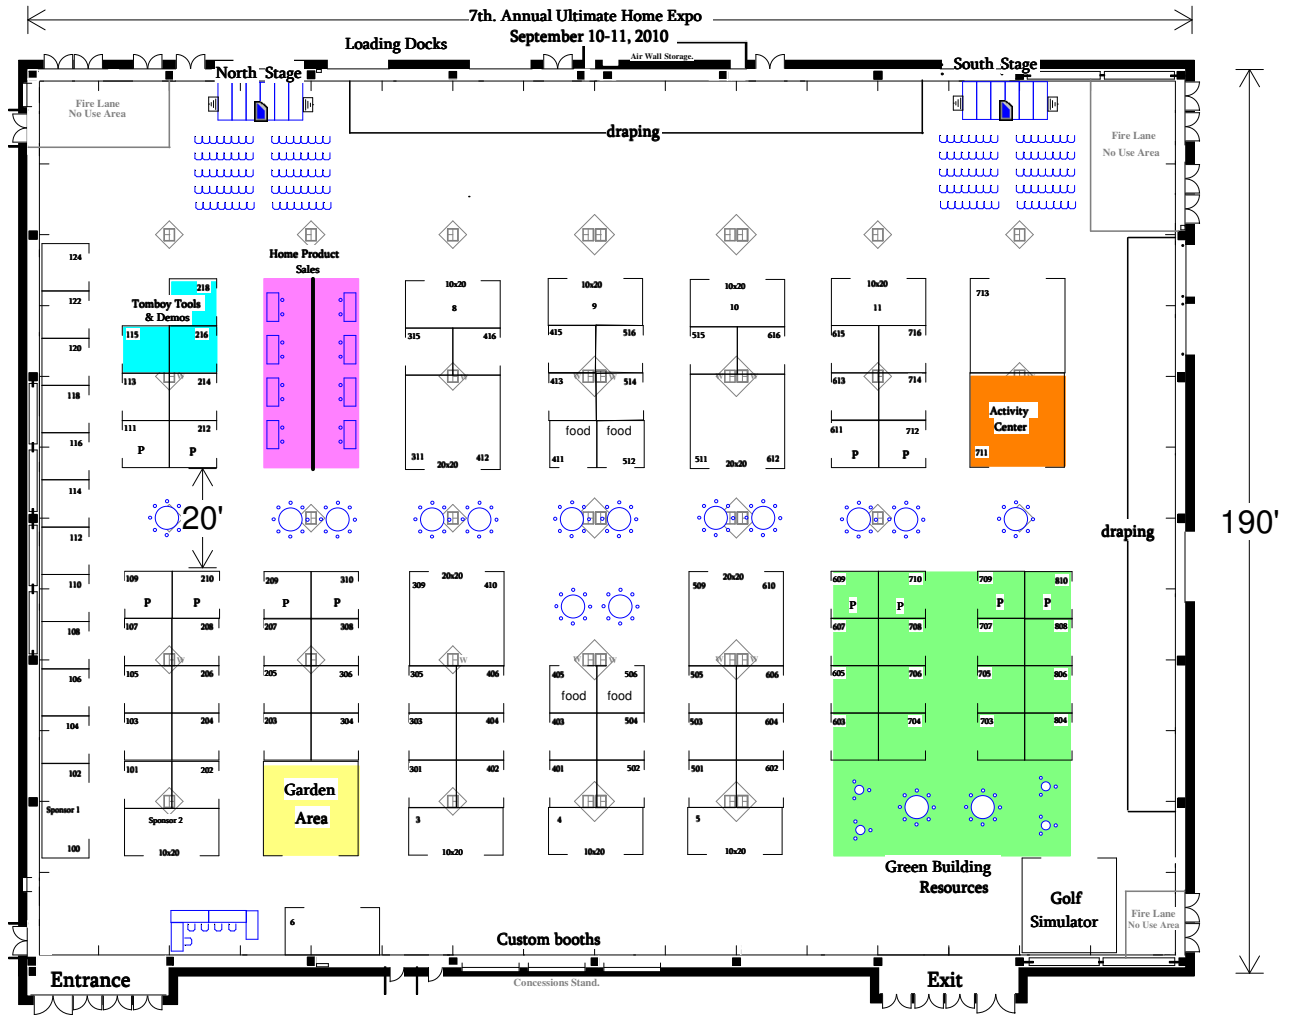 7th. Annual Ultimate Home Expo
September 10-11, 2010
Loading Docks
Air Wall Storage.
North Stage
South Stage
Fire Lane
No Use Area
draping
Fire Lane
No Use Area
Home Product
Sales
124
122
120
118
116
114
112
110
108
106
104
102
Sponsor 1
100
218
Tomboy Tools
& Demos
115
216
113
214
111
212
P
P
10x20
8
315
416
311
412
20x20
10x20
9
415
516
413
514
food
food
411
512
10x20
10
515
616
511
612
20x20
10x20
11
615
716
613
714
611
712
P
P
713
Activity
Center
711
20'
190'
draping
109
210
P
P
107
208
105
206
103
204
101
202
Sponsor 2
10x20
209
310
P
P
207
308
205
306
203
304
Garden
Area
20x20
309
410
305
406
303
404
301
402
3
10x20
405
506
food
food
403
504
401
502
4
10x20
20x20
509
610
505
606
503
604
501
602
5
10x20
609
710
P
P
607
708
605
706
603
704
709
810
P
P
707
808
705
806
703
804
Green Building
Resources
Golf
Simulator
Fire Lane
No Use Area
6
Custom booths
Entrance
Exit
Concessions Stand.